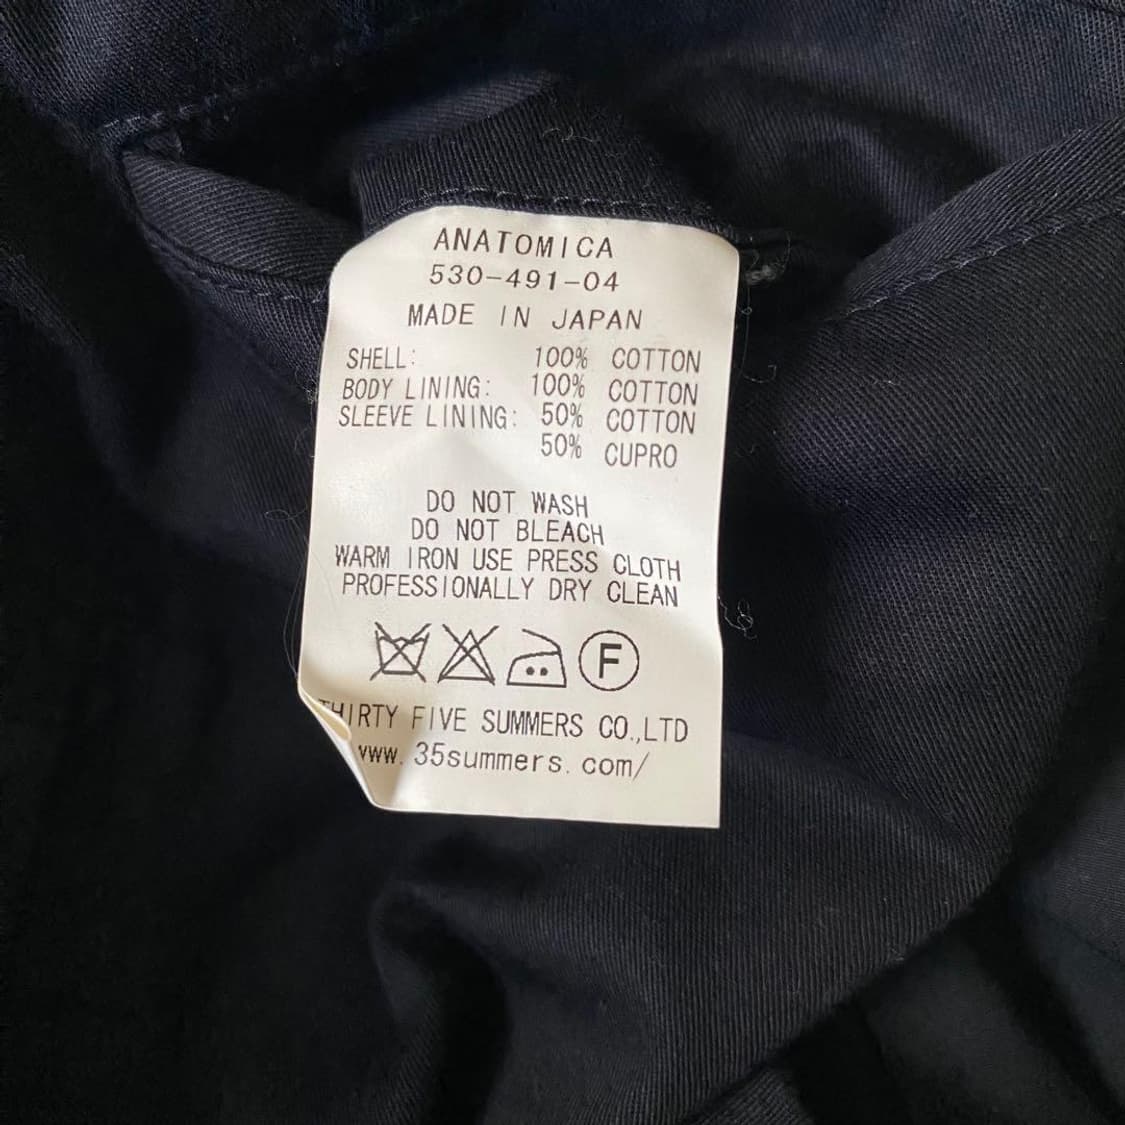 ANATOMICA
530-491-04
MADE IN JAPAN
SHELL: 100% COTTON
BODY LINING: 100% COTTON
SLEEVE LINING: 50% COTTON
50% CUPRO
DO NOT WASH
DO NOT BLEACH
WARM IRON USE PRESS CLOTH
PROFESSIONALLY DRY CLEAN
F
THIRTY FIVE SUMMERS CO.,LTD
www.35summers.com/